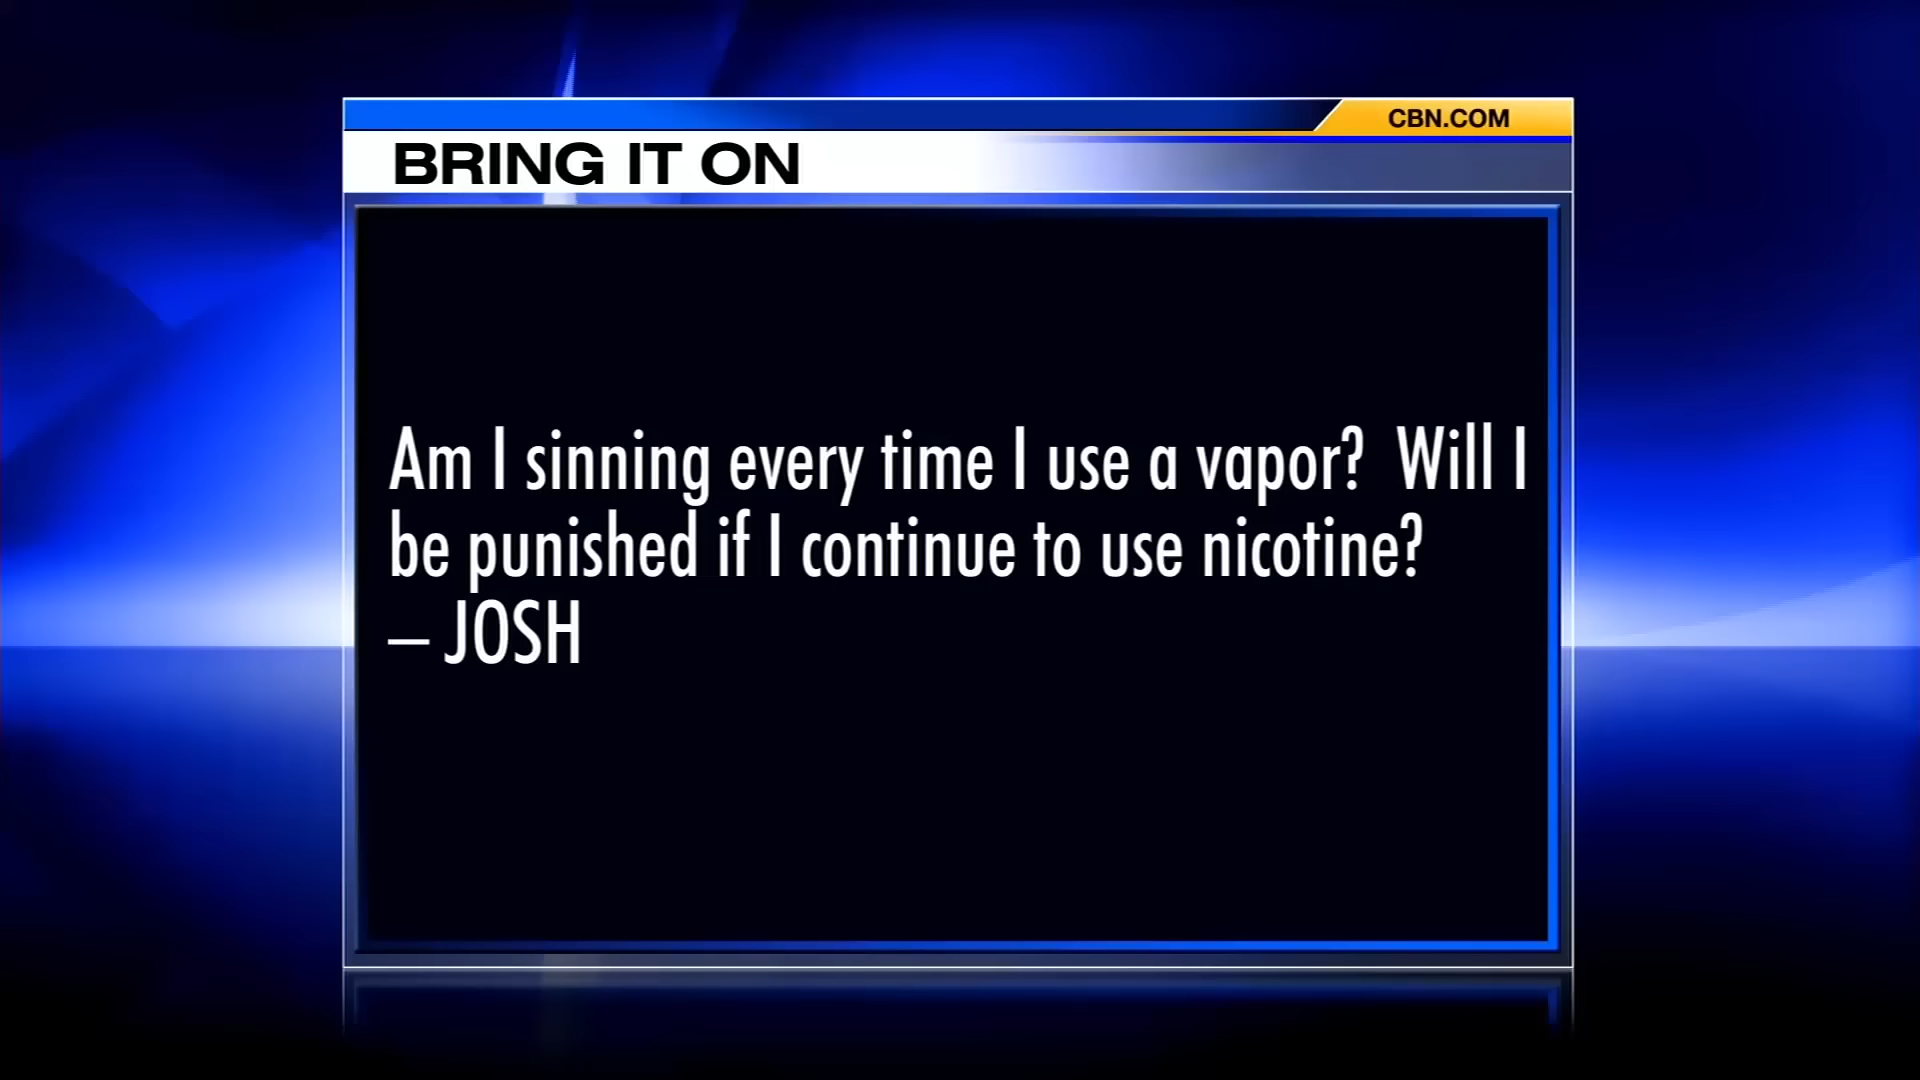 CBN.COM
BRING IT ON
Am I sinning every time I use a vapor?  Will I
be punished if I continue to use nicotine?
– JOSH